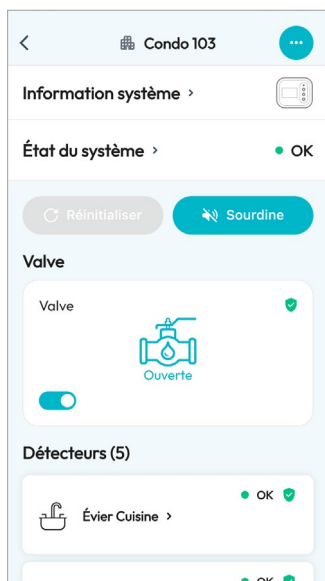 Condo 103
Information système
État du système
OK
Réinitialiser
Sourdine
Valve
Valve
Ouverte
Détecteurs (5)
OK
Évier Cuisine
OK